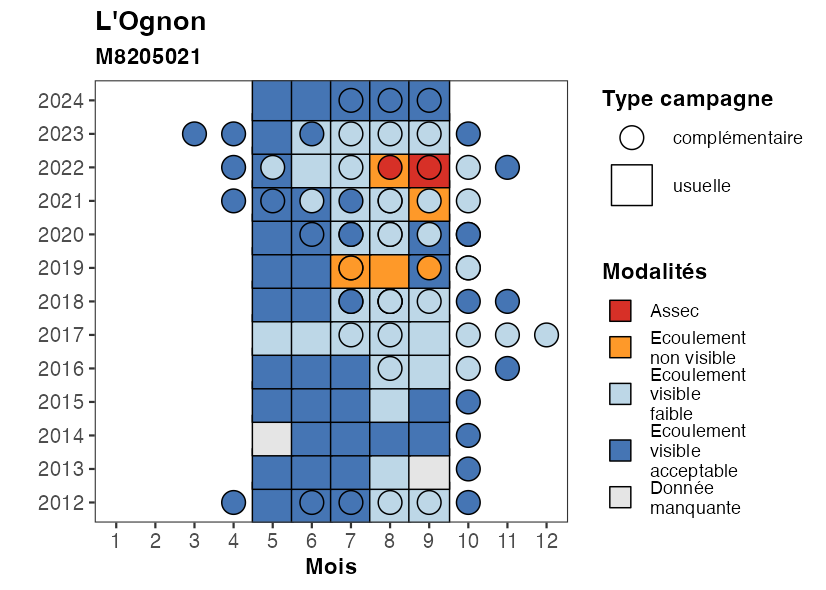 L'Ognon
M8205021
2024
2023
2022
2021
2020
2019
2018
2017
2016
2015
2014
2013
2012
1 2 3 4 5 6 7 8 9 10 11 12
Mois
Type campagne
complémentaire
usuelle
Modalités
Assec
Ecoulement
non visible
Ecoulement
visible
faible
Ecoulement
visible
acceptable
Donnée
manquante